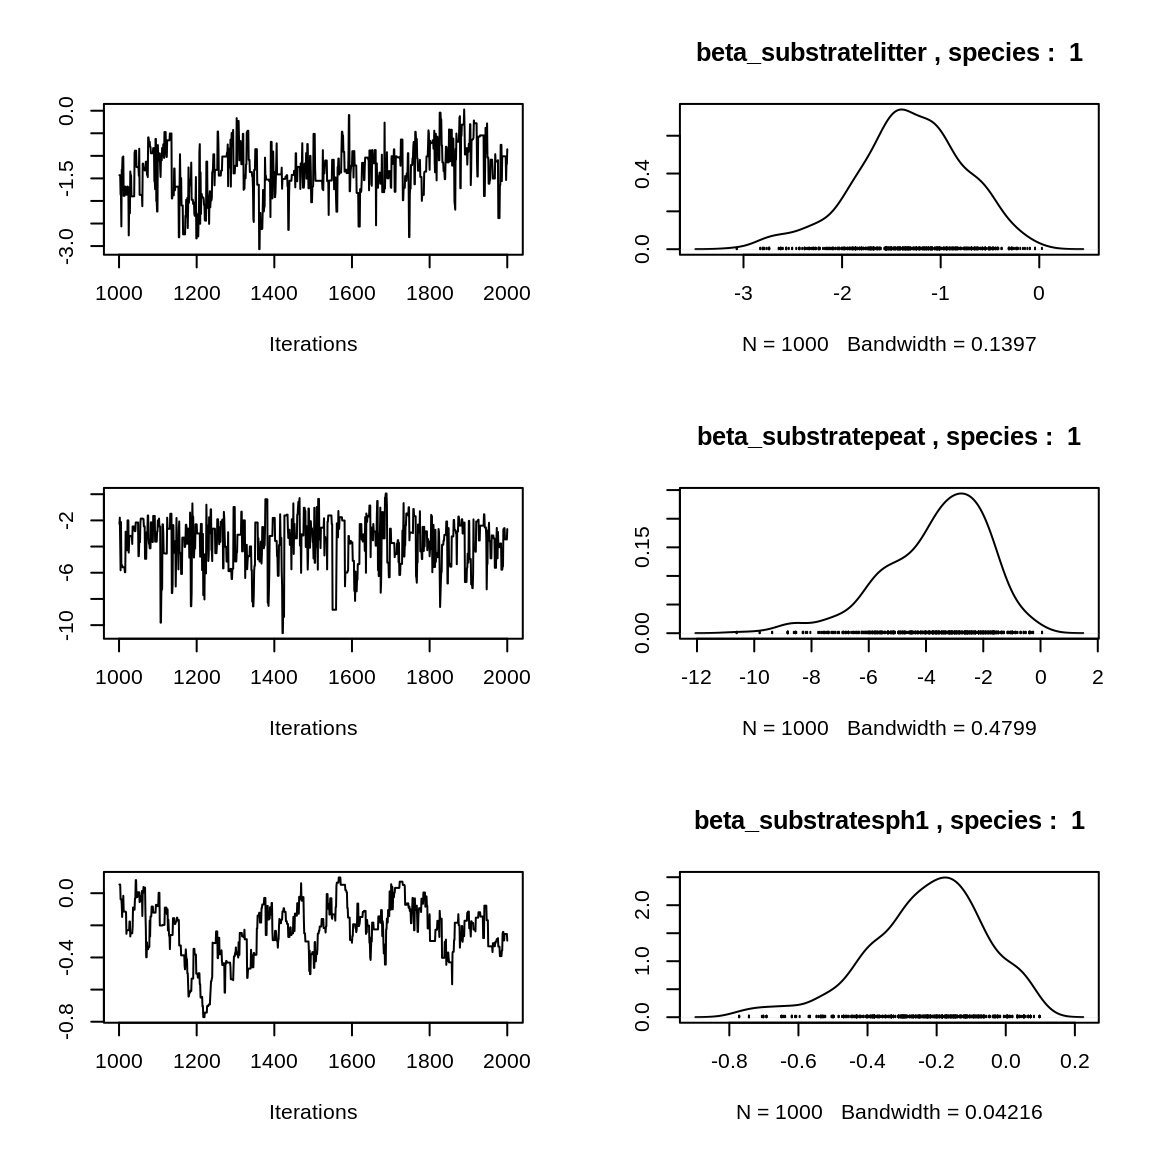 beta_substratelitter , species :  1
0.0
-1.5
-3.0
1000 1200 1400 1600 1800 2000
Iterations
0.4
0.0
-3 -2 -1 0
N = 1000   Bandwidth = 0.1397
beta_substratepeat , species :  1
-2
-6
-10
1000 1200 1400 1600 1800 2000
Iterations
0.15
0.00
-12 -10 -8 -6 -4 -2 0 2
N = 1000   Bandwidth = 0.4799
beta_substratesph1 , species :  1
0.0
-0.4
-0.8
1000 1200 1400 1600 1800 2000
Iterations
2.0
1.0
0.0
-0.8 -0.6 -0.4 -0.2 0.0 0.2
N = 1000   Bandwidth = 0.04216